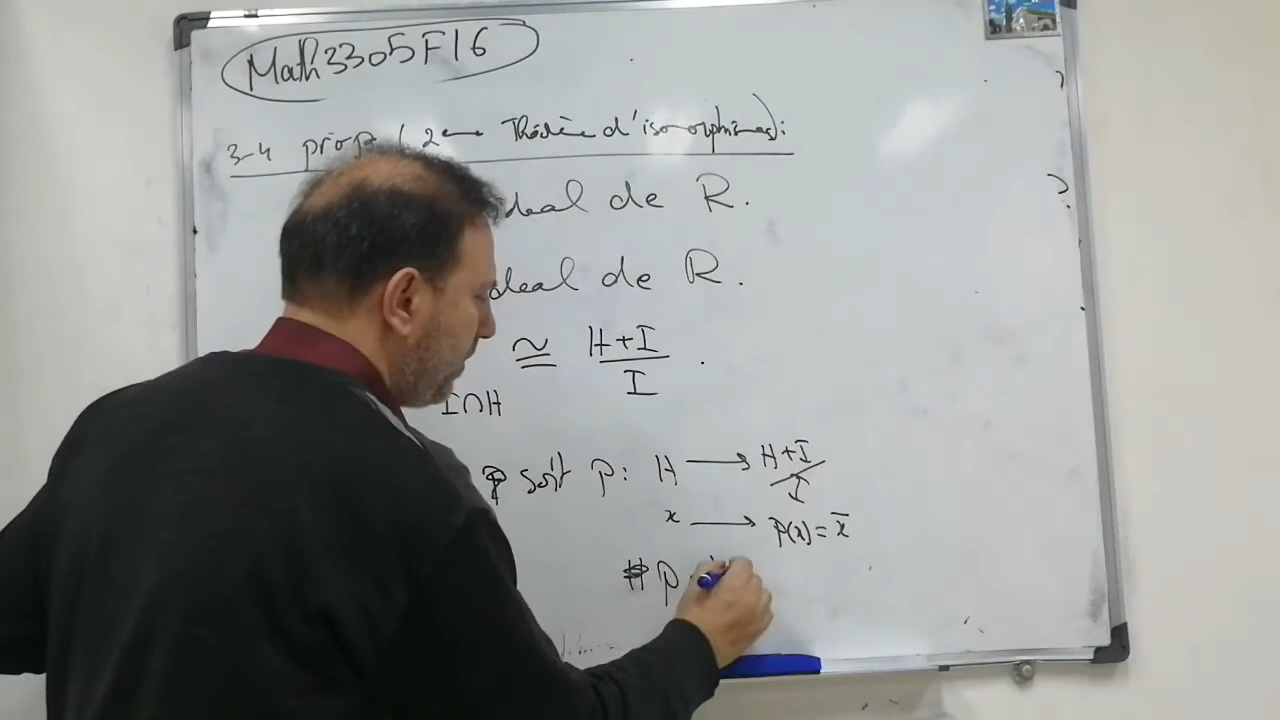 Math3305F16
3-4 prop ( 2ème Théorème d'isomorphismes):
deal de R.
deal de R.
≅ H+I
I
I∩H
soit p: H ⟶ H+I
I
x ⟶ p(x) = x̄
p